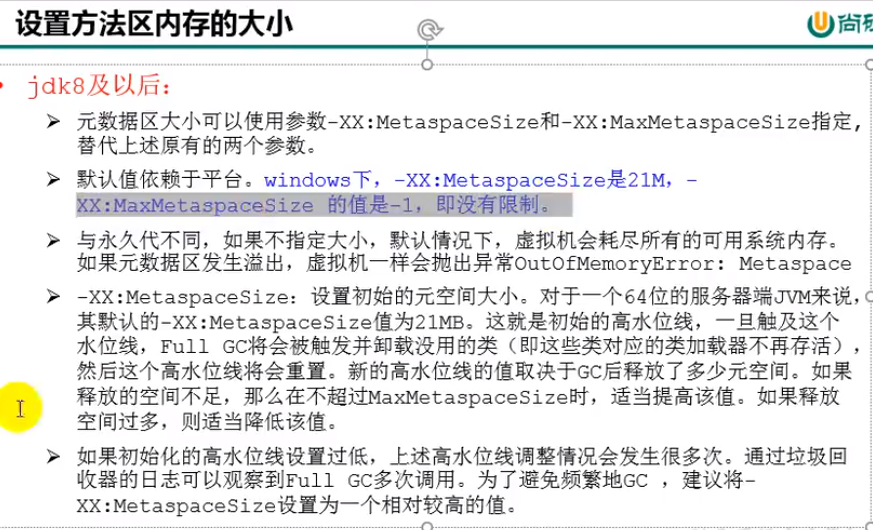 设置方法区内存的大小
尚硅
jdk8及以后：
元数据区大小可以使用参数-XX:MetaspaceSize和-XX:MaxMetaspaceSize指定,
替代上述原有的两个参数。
默认值依赖于平台。windows下，-XX:MetaspaceSize是21M，-
XX:MaxMetaspaceSize 的值是-1，即没有限制。
与永久代不同，如果不指定大小，默认情况下，虚拟机会耗尽所有的可用系统内存。
如果元数据区发生溢出，虚拟机一样会抛出异常OutOfMemoryError: Metaspace
-XX:MetaspaceSize：设置初始的元空间大小。对于一个64位的服务器端JVM来说，
其默认的-XX:MetaspaceSize值为21MB。这就是初始的高水位线，一旦触及这个
水位线，Full GC将会被触发并卸载没用的类（即这些类对应的类加载器不再存活），
然后这个高水位线将会重置。新的高水位线的值取决于GC后释放了多少元空间。如果
释放的空间不足，那么在不超过MaxMetaspaceSize时，适当提高该值。如果释放
空间过多，则适当降低该值。
如果初始化的高水位线设置过低，上述高水位线调整情况会发生很多次。通过垃圾回
收器的日志可以观察到Full GC多次调用。为了避免频繁地GC ，建议将-
XX:MetaspaceSize设置为一个相对较高的值。